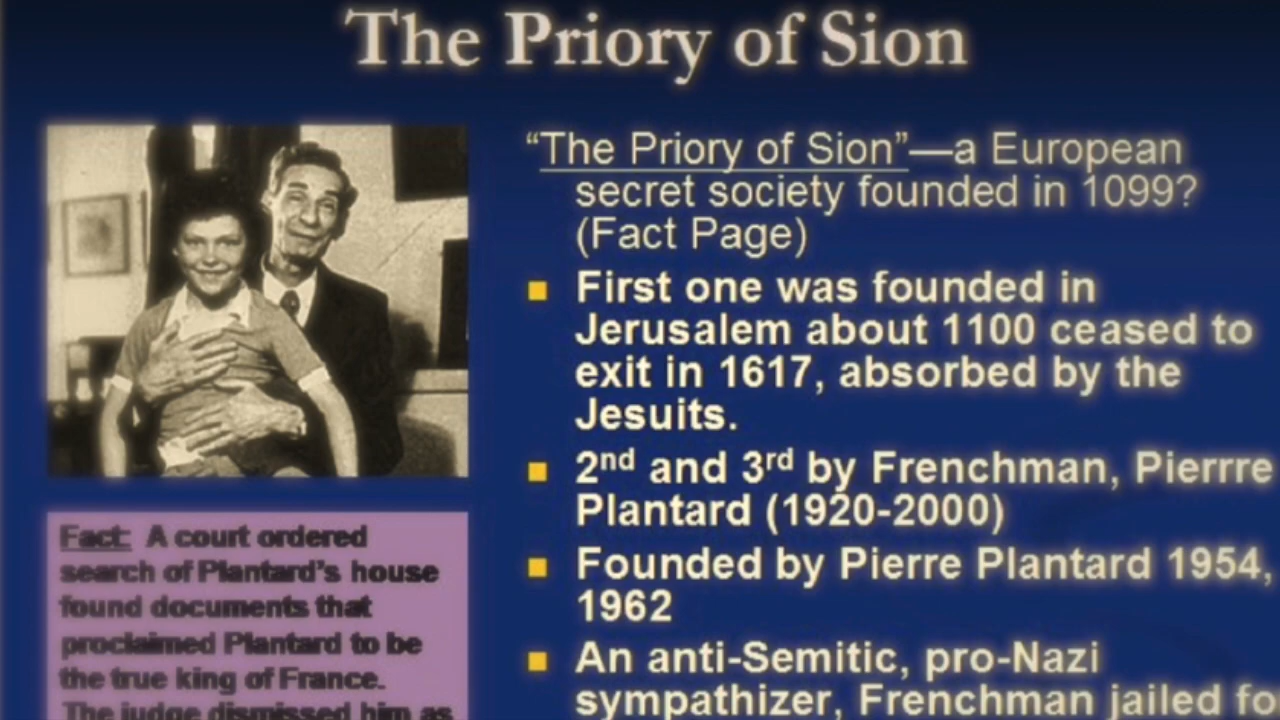 The Priory of Sion
“The Priory of Sion”—a European
secret society founded in 1099?
(Fact Page)
First one was founded in
Jerusalem about 1100 ceased to
exit in 1617, absorbed by the
Jesuits.
2nd and 3rd by Frenchman, Pierrre
Plantard (1920-2000)
Founded by Pierre Plantard 1954,
1962
An anti-Semitic, pro-Nazi
sympathizer, Frenchman jailed fo
Fact: A court ordered
search of Plantard’s house
found documents that
proclaimed Plantard to be
the true king of France.
The judge dismissed him as